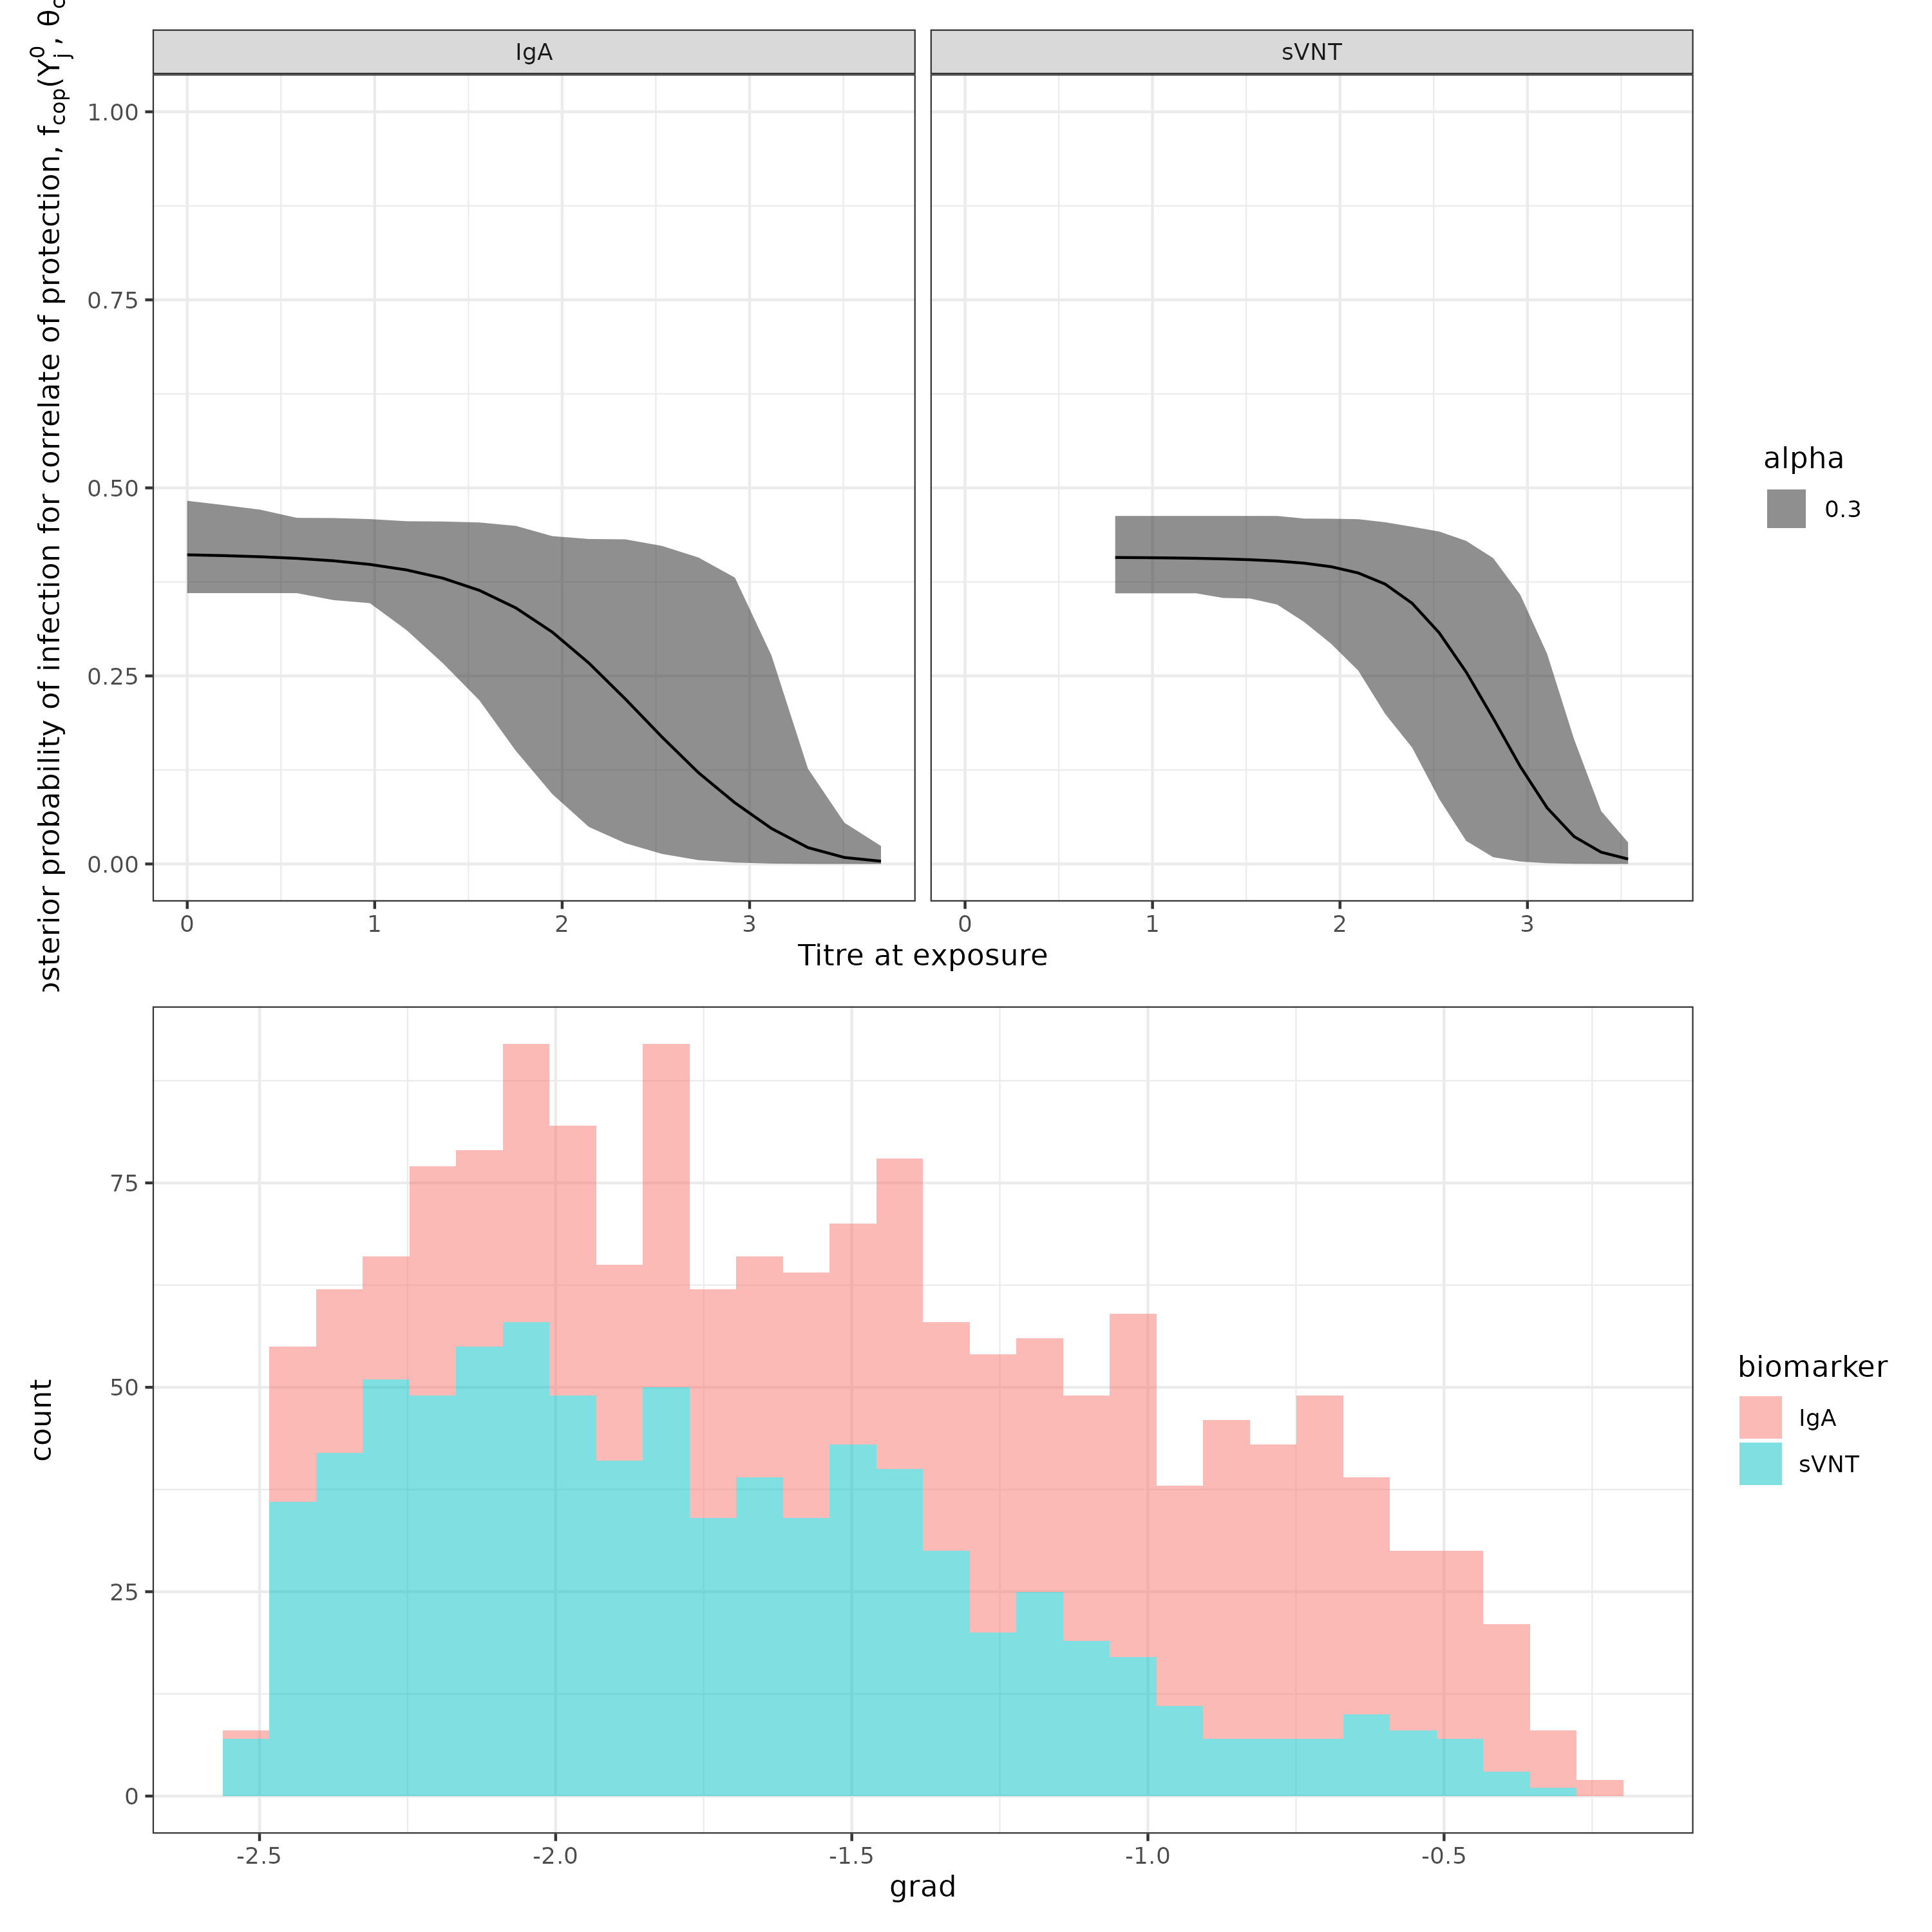 IgA
sVNT
osterior probability of infection for correlate of protection, f_cop(Y_j^0, θ_c
1.00
0.75
0.50
0.25
0.00
0 1 2 3
0 1 2 3
Titre at exposure
alpha
0.3
count
75
50
25
0
-2.5 -2.0 -1.5 -1.0 -0.5
grad
biomarker
IgA
sVNT